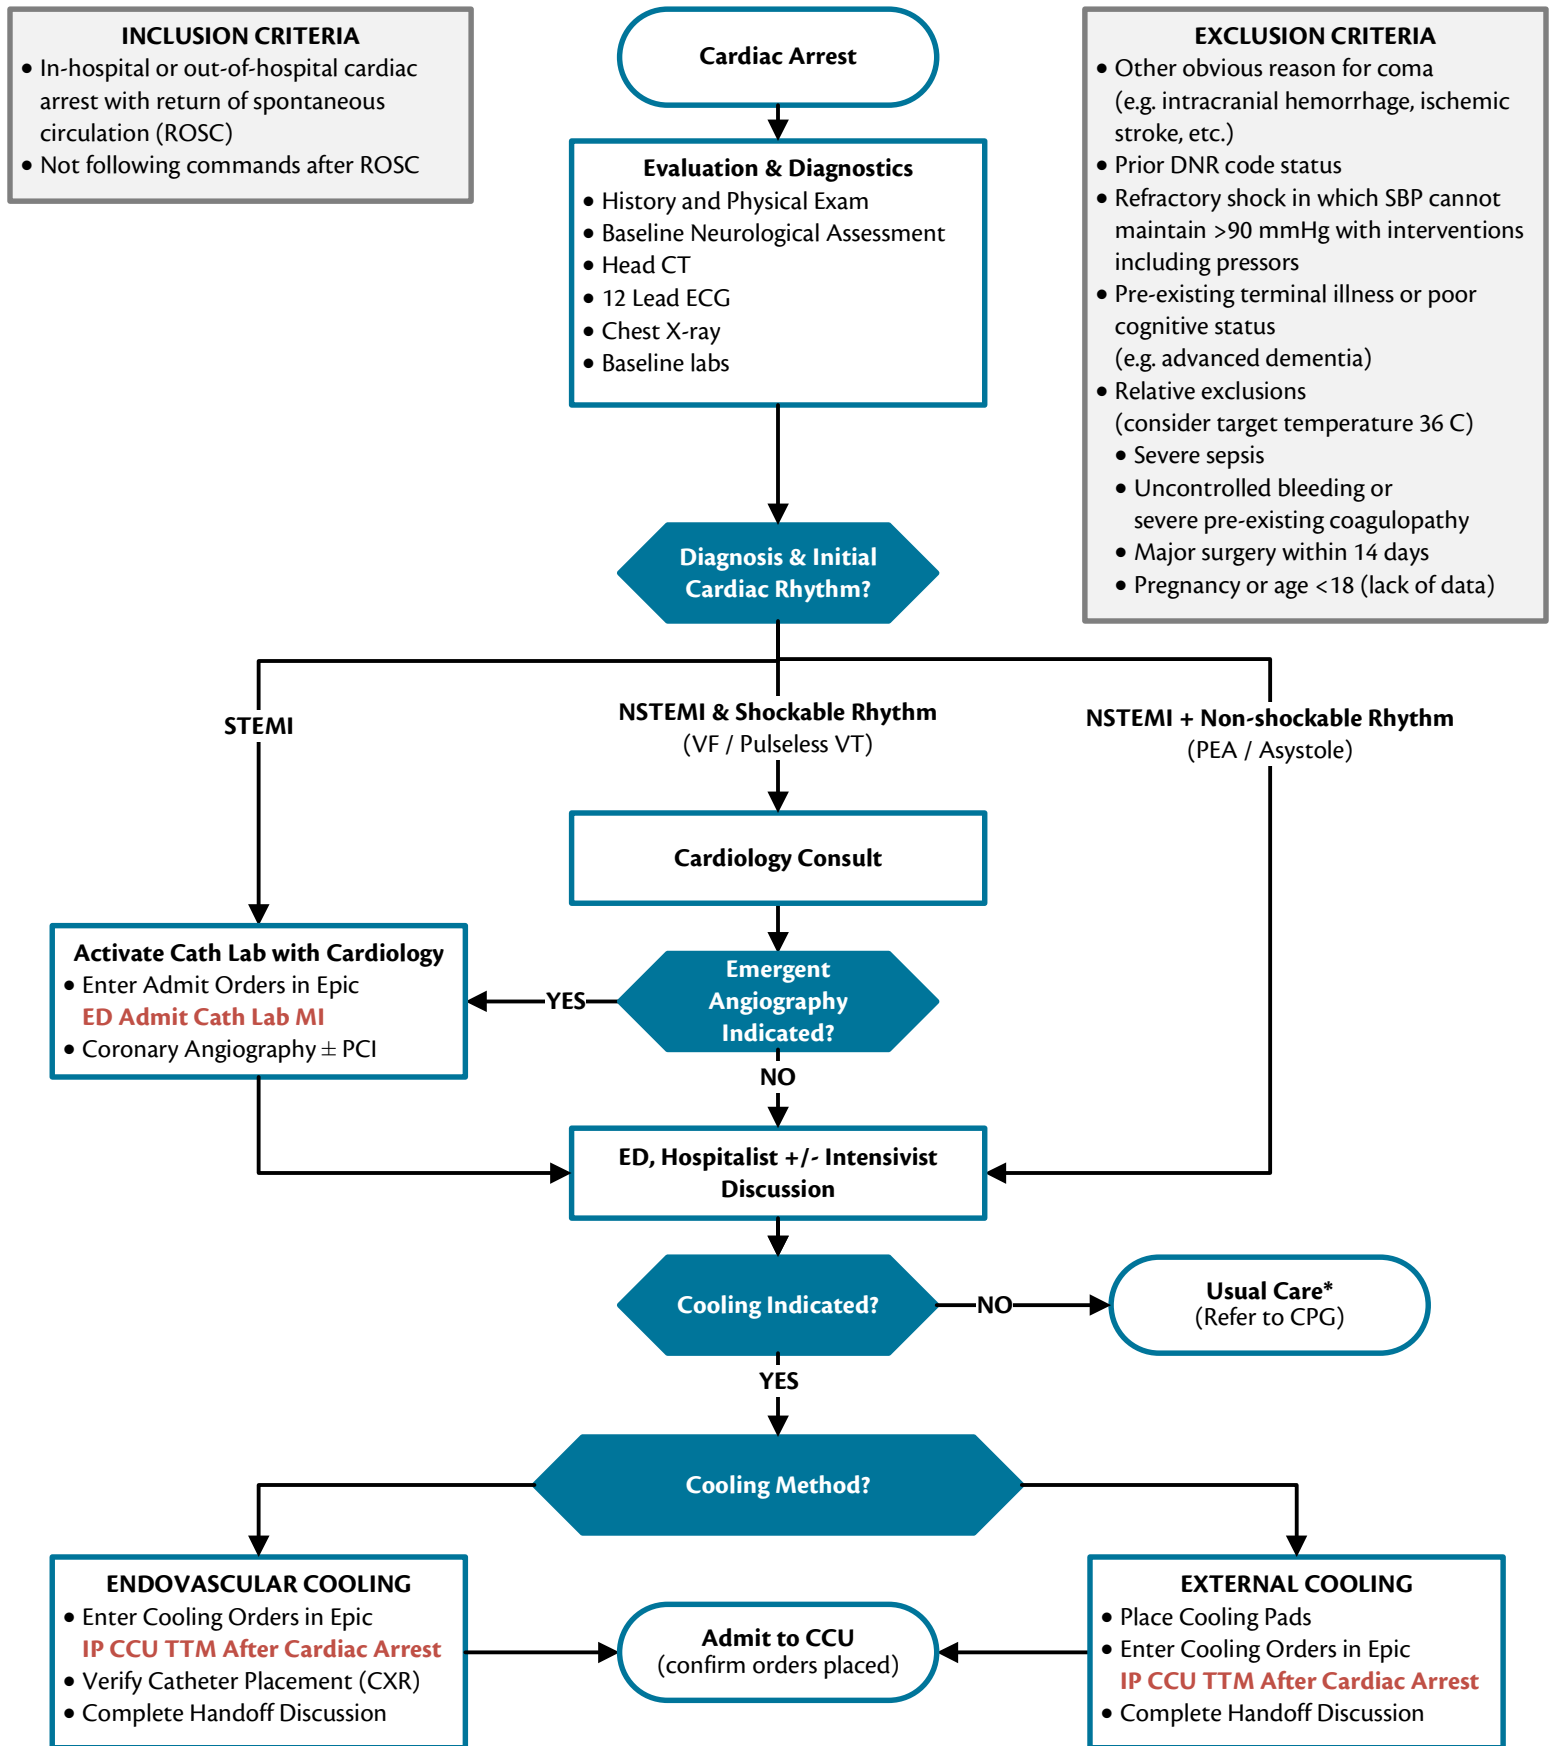 INCLUSION CRITERIA
• In-hospital or out-of-hospital cardiac
arrest with return of spontaneous
circulation (ROSC)
• Not following commands after ROSC
Cardiac Arrest
EXCLUSION CRITERIA
• Other obvious reason for coma
(e.g. intracranial hemorrhage, ischemic
stroke, etc.)
• Prior DNR code status
• Refractory shock in which SBP cannot
maintain >90 mmHg with interventions
including pressors
• Pre-existing terminal illness or poor
cognitive status
(e.g. advanced dementia)
• Relative exclusions
(consider target temperature 36 C)
• Severe sepsis
• Uncontrolled bleeding or
severe pre-existing coagulopathy
• Major surgery within 14 days
• Pregnancy or age <18 (lack of data)
Evaluation & Diagnostics
• History and Physical Exam
• Baseline Neurological Assessment
• Head CT
• 12 Lead ECG
• Chest X-ray
• Baseline labs
Diagnosis & Initial
Cardiac Rhythm?
STEMI
NSTEMI & Shockable Rhythm
(VF / Pulseless VT)
NSTEMI + Non-shockable Rhythm
(PEA / Asystole)
Cardiology Consult
Activate Cath Lab with Cardiology
• Enter Admit Orders in Epic
ED Admit Cath Lab MI
• Coronary Angiography ± PCI
YES
Emergent
Angiography
Indicated?
NO
ED, Hospitalist +/- Intensivist
Discussion
Cooling Indicated?
NO
Usual Care*
(Refer to CPG)
YES
Cooling Method?
ENDOVASCULAR COOLING
• Enter Cooling Orders in Epic
IP CCU TTM After Cardiac Arrest
• Verify Catheter Placement (CXR)
• Complete Handoff Discussion
Admit to CCU
(confirm orders placed)
EXTERNAL COOLING
• Place Cooling Pads
• Enter Cooling Orders in Epic
IP CCU TTM After Cardiac Arrest
• Complete Handoff Discussion